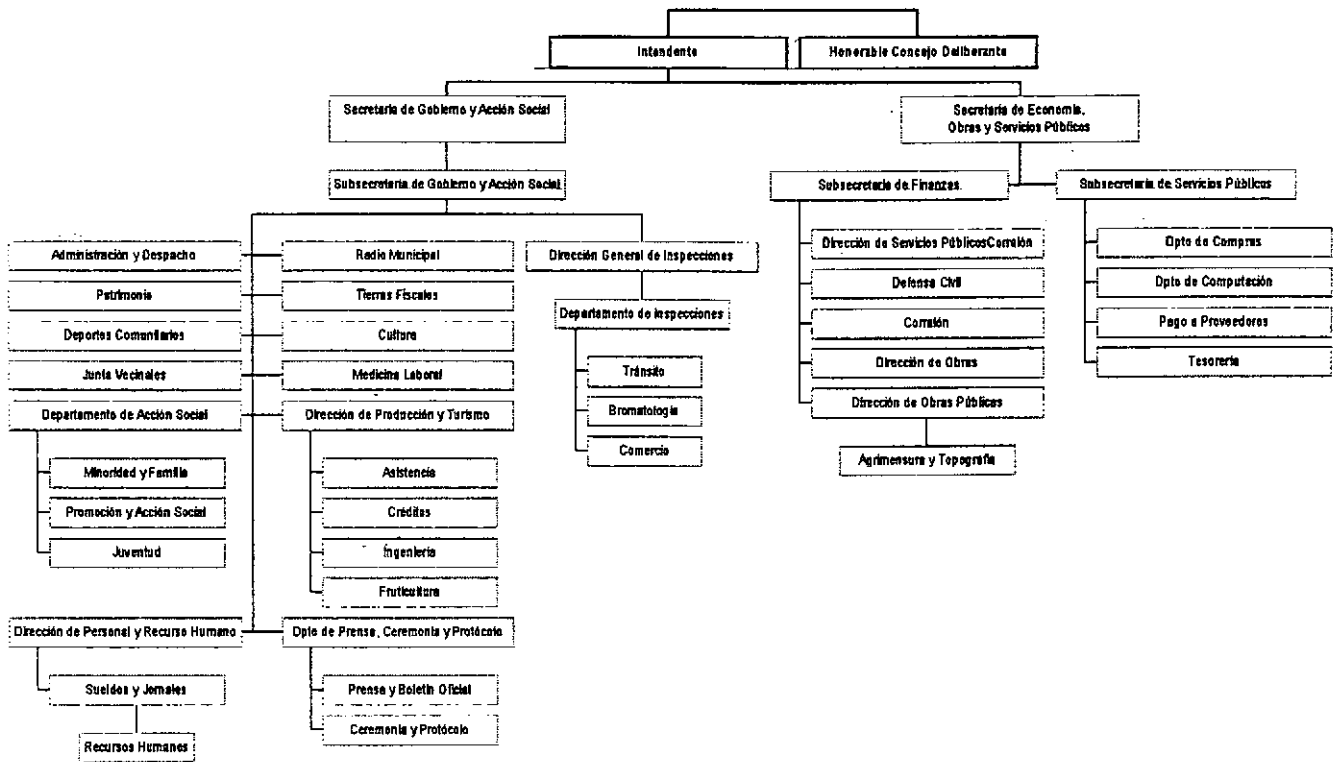 Intendente
Honorable Concejo Deliberante
Secretaria de Gobierno y Acción Social
Secretaria de Economía,
Obras y Servicios Públicos
Subsecretaria de Gobierno y Acción Social
Subsecretaria de Finanzas.
Subsecretaria de Servicios Públicos
Administración y Despacho
Radio Municipal
Dirección General de Inspecciones
Dirección de Servicios PúblicosCorralón
Dpto de Compras
Patrimonio
Tierras Fiscales
Departamento de Inspecciones
Defensa Civil
Dpto de Computación
Deportes Comunitarios
Cultura
Corralón
Pago a Proveedores
Junta Vecinales
Medicina Laboral
Tránsito
Dirección de Obras
Tesorería
Departamento de Acción Social
Dirección de Producción y Turismo
Bromatología
Dirección de Obras Públicas
Comercio
Agrimensura y Topografía
Minoridad y Familia
Asistencia
Promoción y Acción Social
Créditos
Juventud
Ingeniería
Fruticultura
Dirección de Personal y Recurso Humano
Dpto de Prensa, Ceremonia y Protócolo
Sueldos y Jornales
Prensa y Boletín Oficial
Ceremonia y Protócolo
Recursos Humanos